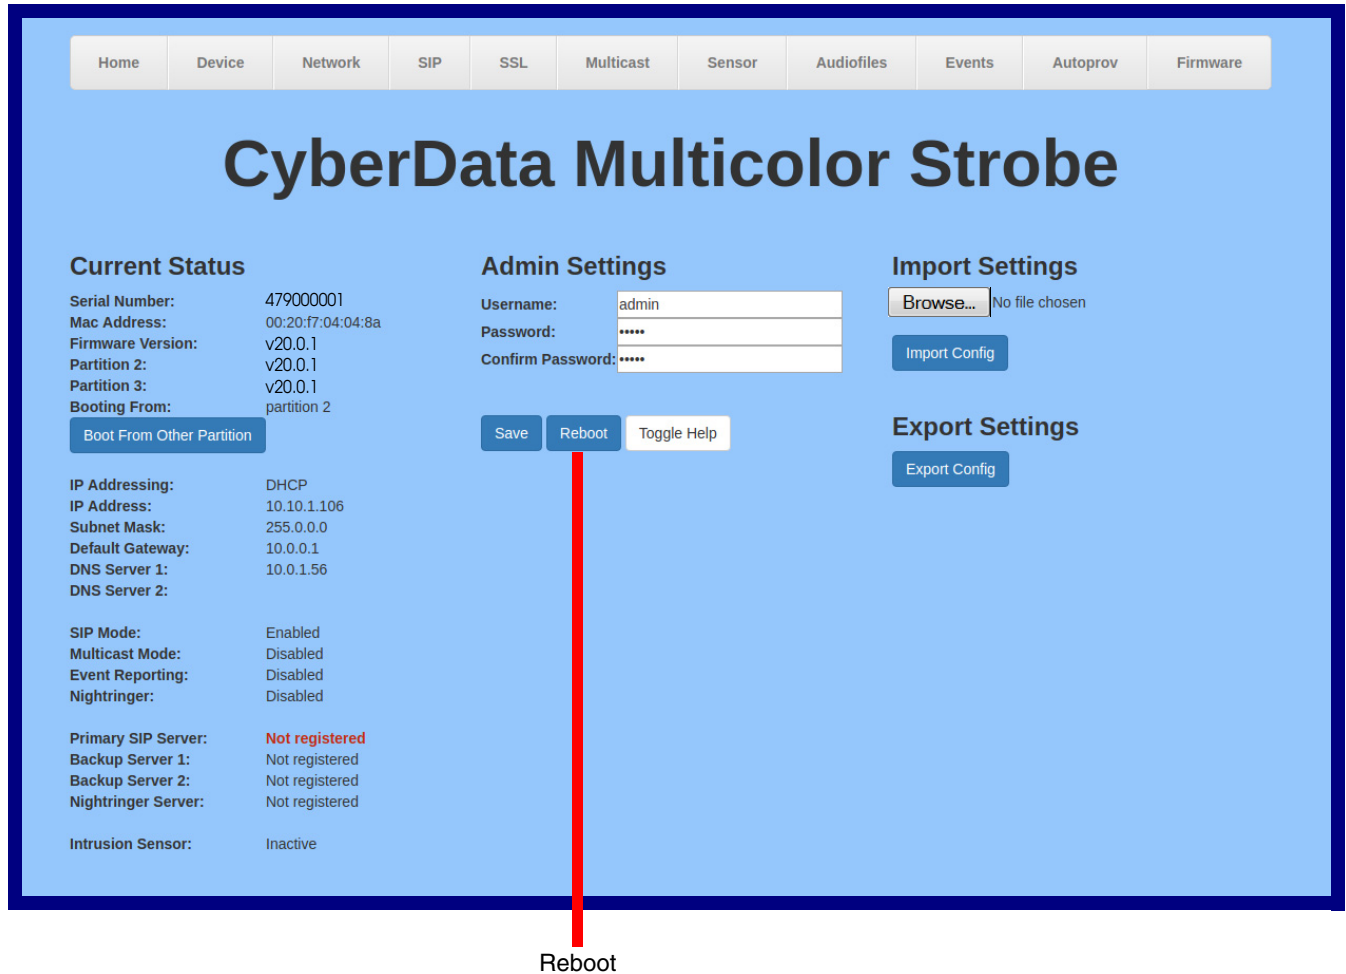 Home Device Network SIP SSL Multicast Sensor Audiofiles Events Autoprov Firmware
CyberData Multicolor Strobe
Current Status
Serial Number: 479000001
Mac Address: 00:20:f7:04:04:8a
Firmware Version: v20.0.1
Partition 2: v20.0.1
Partition 3: v20.0.1
Booting From: partition 2
Boot From Other Partition
IP Addressing: DHCP
IP Address: 10.10.1.106
Subnet Mask: 255.0.0.0
Default Gateway: 10.0.0.1
DNS Server 1: 10.0.1.56
DNS Server 2:
SIP Mode: Enabled
Multicast Mode: Disabled
Event Reporting: Disabled
Nightringer: Disabled
Primary SIP Server: Not registered
Backup Server 1: Not registered
Backup Server 2: Not registered
Nightringer Server: Not registered
Intrusion Sensor: Inactive
Admin Settings
Username: admin
Password: •••••
Confirm Password: •••••
Save Reboot Toggle Help
Import Settings
Browse... No file chosen
Import Config
Export Settings
Export Config
Reboot